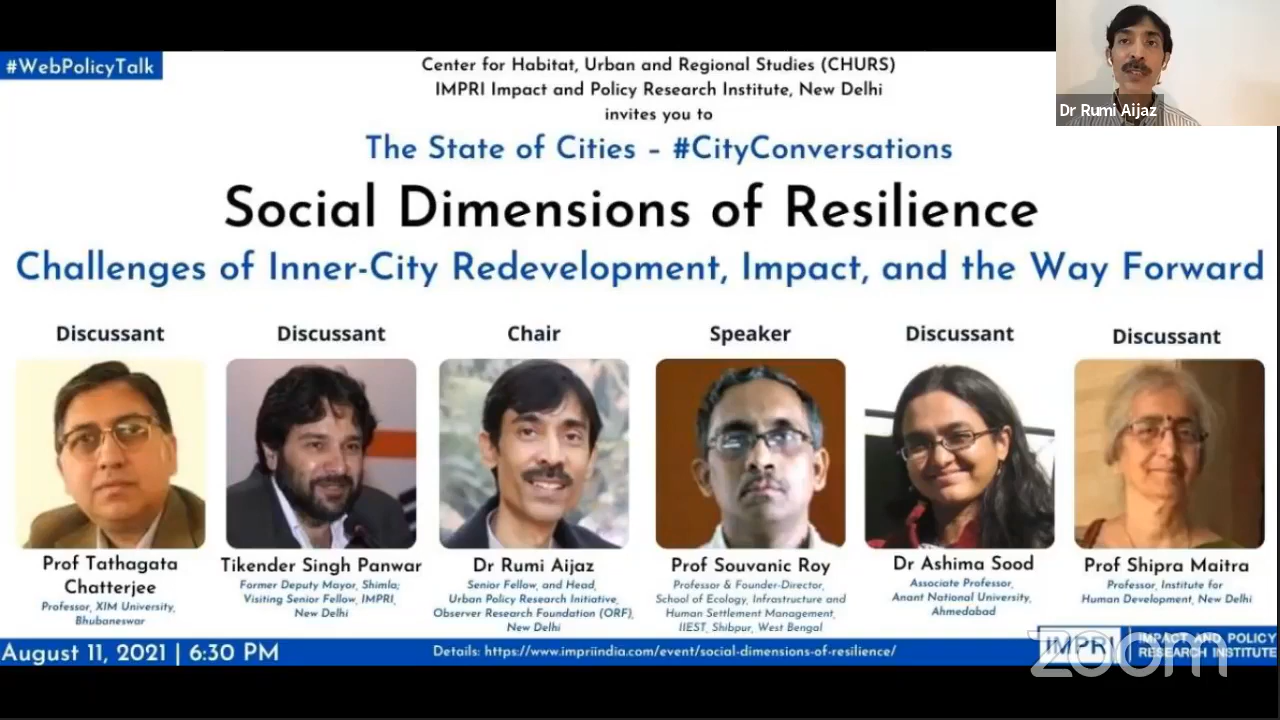 #WebPolicyTalk
Center for Habitat, Urban and Regional Studies (CHURS)
IMPRI Impact and Policy Research Institute, New Delhi
invites you to
Dr Rumi Aijaz
The State of Cities – #CityConversations
Social Dimensions of Resilience
Challenges of Inner-City Redevelopment, Impact, and the Way Forward
Discussant
Prof Tathagata
Chatterjee
Professor, XIM University,
Bhubaneswar
Discussant
Tikender Singh Panwar
Former Deputy Mayor, Shimla;
Visiting Senior Fellow, IMPRI,
New Delhi
Chair
Dr Rumi Aijaz
Senior Fellow, and Head,
Urban Policy Research Initiative,
Observer Research Foundation (ORF),
New Delhi
Speaker
Prof Souvanic Roy
Professor & Founder-Director,
School of Ecology, Infrastructure and
Human Settlement Management,
IIEST, Shibpur, West Bengal
Discussant
Dr Ashima Sood
Associate Professor,
Anant National University,
Ahmedabad
Discussant
Prof Shipra Maitra
Professor, Institute for
Human Development, New Delhi
August 11, 2021 | 6:30 PM
Details: https://www.impriindia.com/event/social-dimensions-of-resilience/
IMPRI
IMPACT AND POLICY
RESEARCH INSTITUTE
zoom